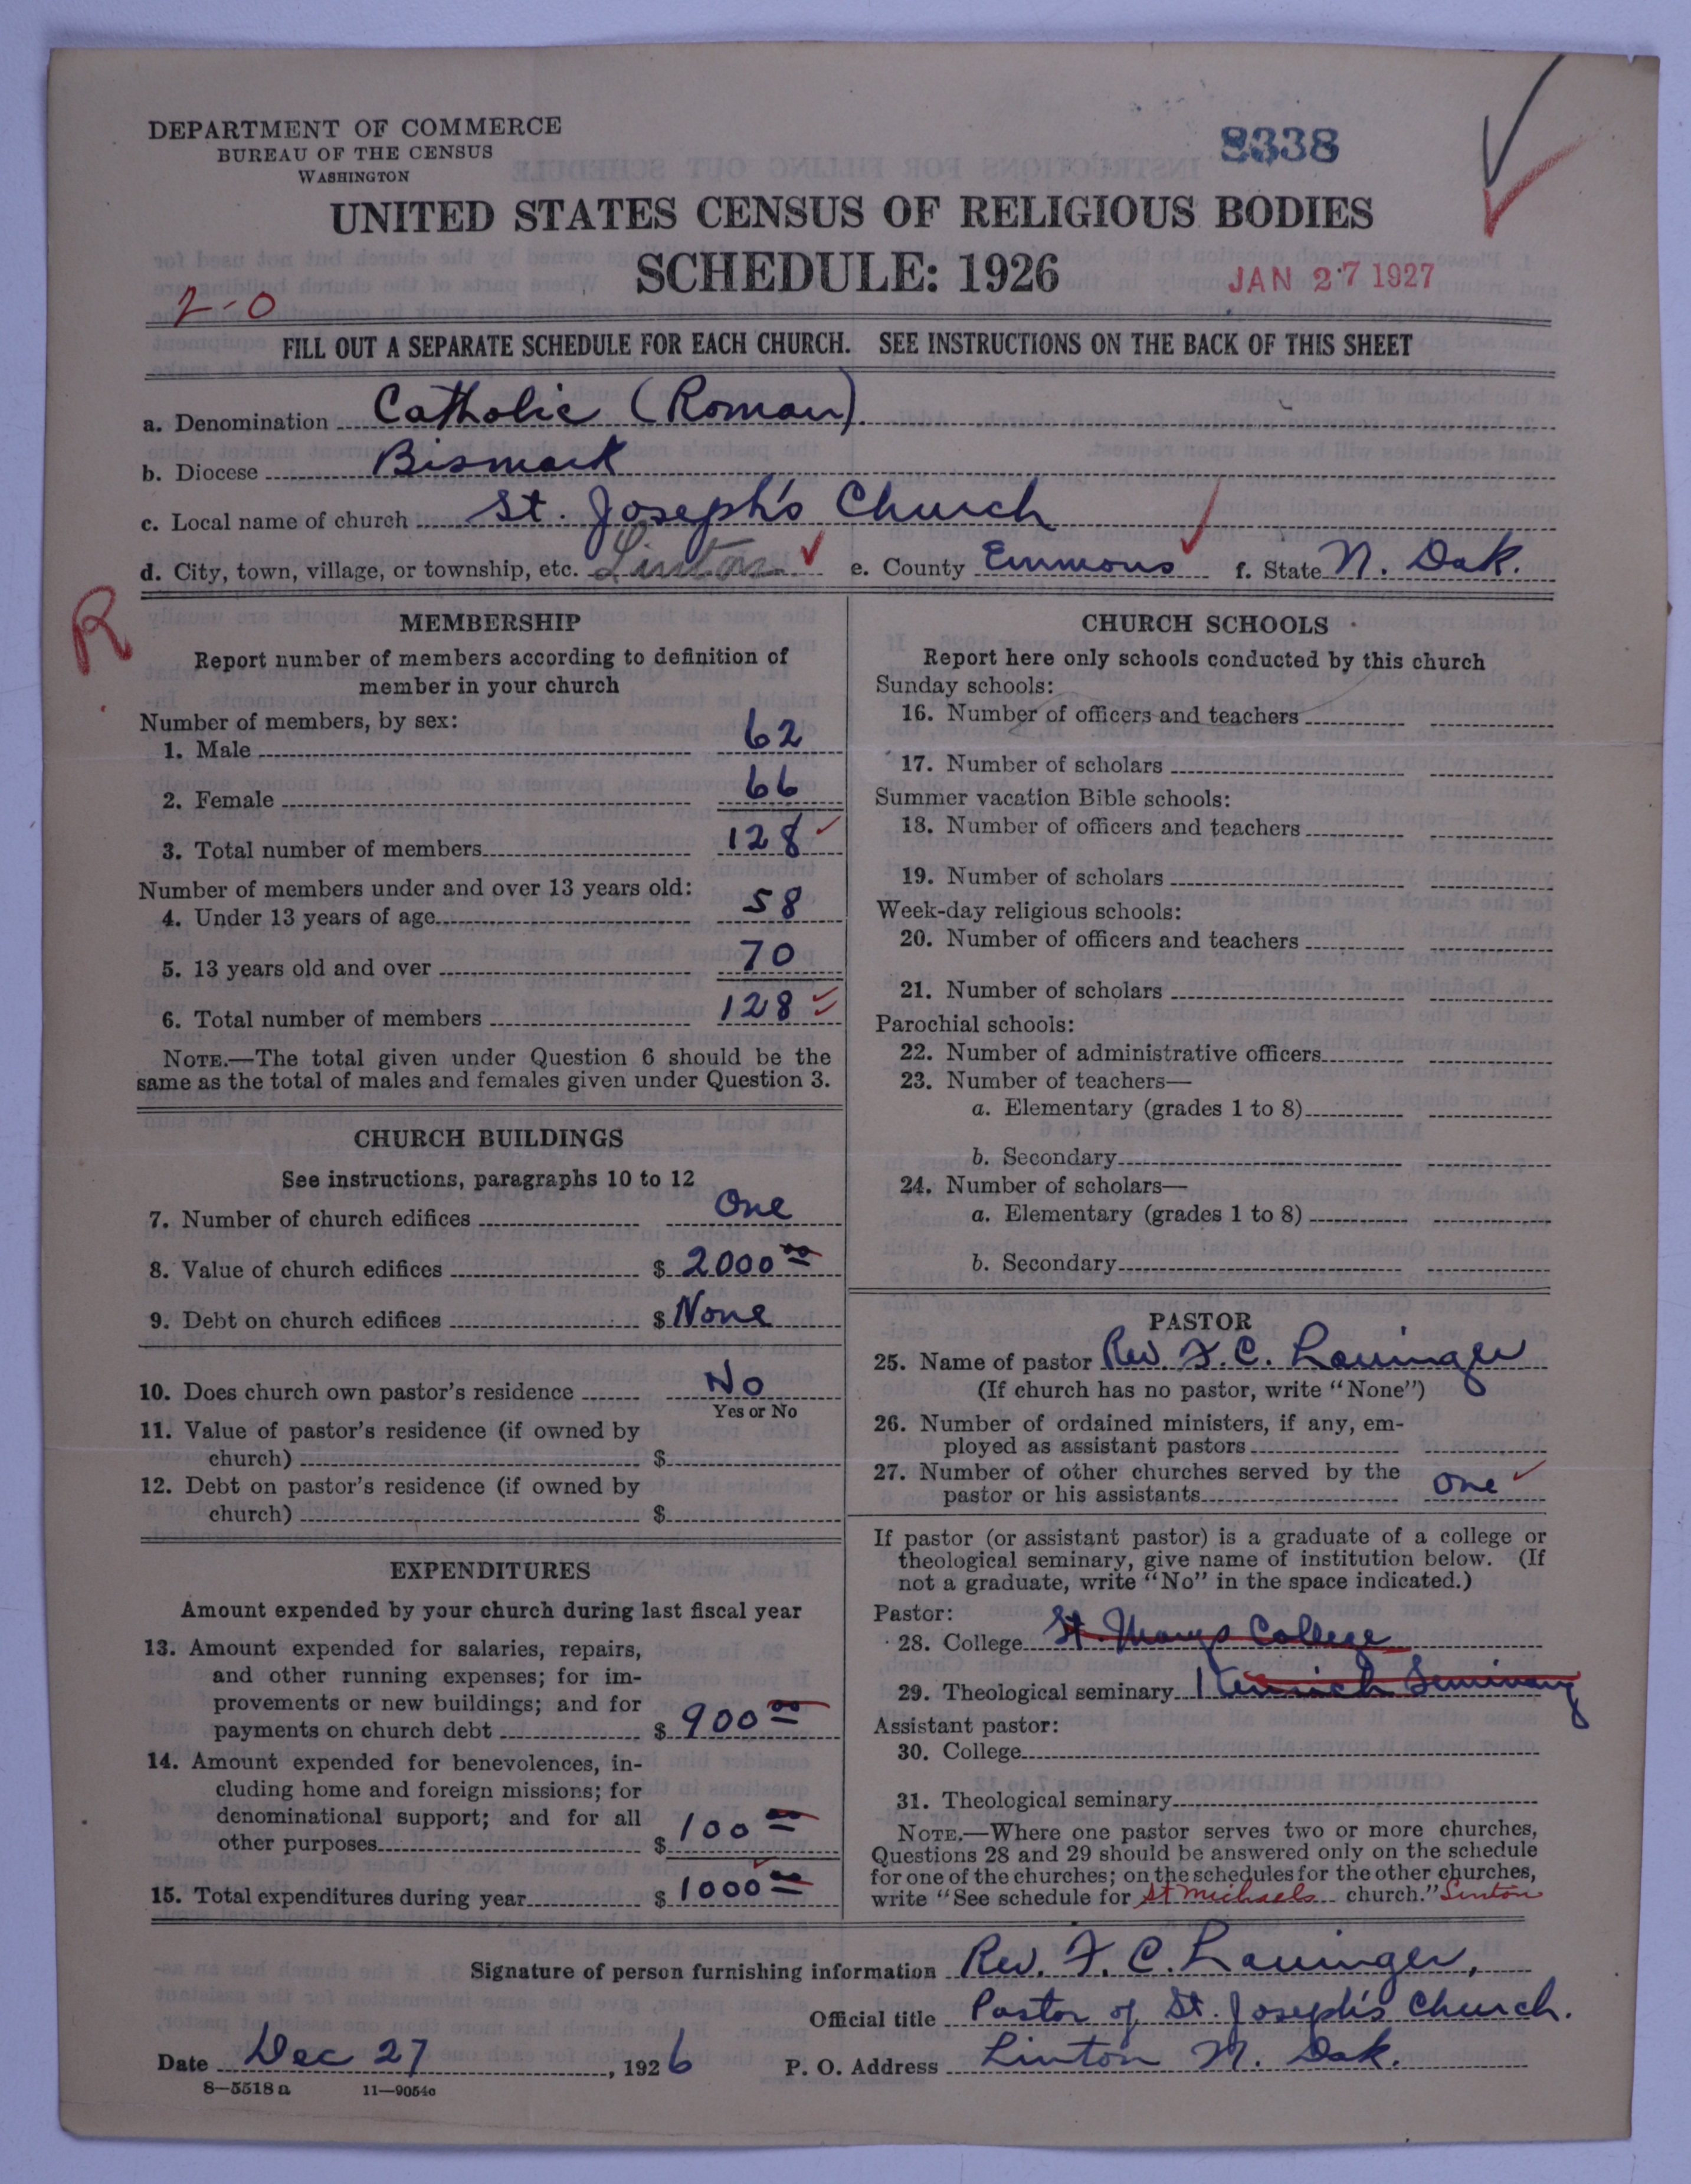 DEPARTMENT OF COMMERCE
BUREAU OF THE CENSUS
WASHINGTON
8338
UNITED STATES CENSUS OF RELIGIOUS BODIES
SCHEDULE: 1926
JAN 27 1927
2-0
FILL OUT A SEPARATE SCHEDULE FOR EACH CHURCH. SEE INSTRUCTIONS ON THE BACK OF THIS SHEET
a. Denomination Catholic (Roman)
b. Diocese Bismark
c. Local name of church St. Joseph's Church
d. City, town, village, or township, etc. Linton e. County Emmons f. State N. Dak.
R
MEMBERSHIP
Report number of members according to definition of
member in your church
Number of members, by sex:
1. Male 62
2. Female 66
3. Total number of members 128
Number of members under and over 13 years old:
4. Under 13 years of age 58
5. 13 years old and over 70
6. Total number of members 128
NOTE.—The total given under Question 6 should be the
same as the total of males and females given under Question 3.
CHURCH BUILDINGS
See instructions, paragraphs 10 to 12
7. Number of church edifices One
8. Value of church edifices $ 2000 00
9. Debt on church edifices $ None
10. Does church own pastor's residence No
Yes or No
11. Value of pastor's residence (if owned by
church) $
12. Debt on pastor's residence (if owned by
church) $
EXPENDITURES
Amount expended by your church during last fiscal year
13. Amount expended for salaries, repairs,
and other running expenses; for im-
provements or new buildings; and for
payments on church debt $ 900 00
14. Amount expended for benevolences, in-
cluding home and foreign missions; for
denominational support; and for all
other purposes $ 100 00
15. Total expenditures during year $ 1000 00
CHURCH SCHOOLS
Report here only schools conducted by this church
Sunday schools:
16. Number of officers and teachers
17. Number of scholars
Summer vacation Bible schools:
18. Number of officers and teachers
19. Number of scholars
Week-day religious schools:
20. Number of officers and teachers
21. Number of scholars
Parochial schools:
22. Number of administrative officers
23. Number of teachers—
a. Elementary (grades 1 to 8)
b. Secondary
24. Number of scholars—
a. Elementary (grades 1 to 8)
b. Secondary
PASTOR
25. Name of pastor Rev. F. C. Lauinger
(If church has no pastor, write "None")
26. Number of ordained ministers, if any, em-
ployed as assistant pastors
27. Number of other churches served by the
pastor or his assistants One
If pastor (or assistant pastor) is a graduate of a college or
theological seminary, give name of institution below. (If
not a graduate, write "No" in the space indicated.)
Pastor:
28. College St. Marys College
29. Theological seminary Seminary
Assistant pastor:
30. College
31. Theological seminary
NOTE.—Where one pastor serves two or more churches,
Questions 28 and 29 should be answered only on the schedule
for one of the churches; on the schedules for the other churches,
write "See schedule for St Michaels church." Linton
Signature of person furnishing information Rev. F. C. Lauinger,
Official title Pastor of St. Joseph's Church.
Date Dec 27, 1926 P. O. Address Linton N. Dak.
8—5518 a 11—9054c